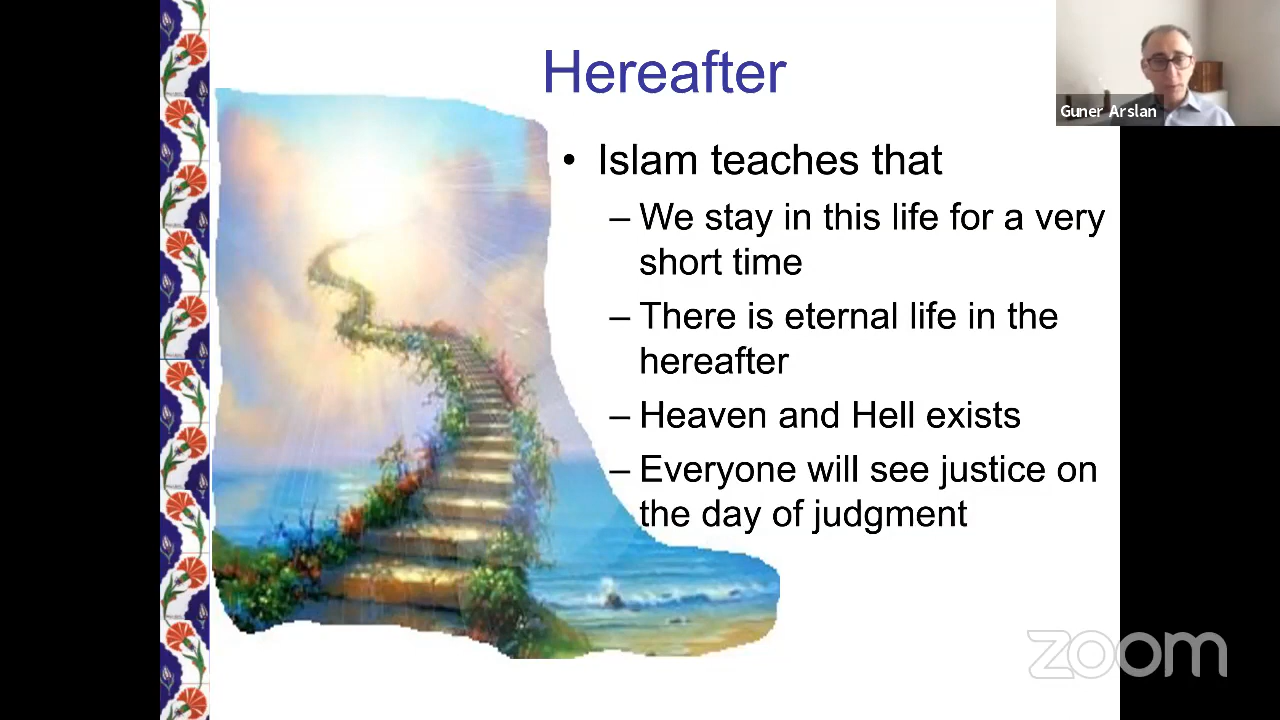 Hereafter
Guner Arslan
• Islam teaches that
– We stay in this life for a very
short time
– There is eternal life in the
hereafter
– Heaven and Hell exists
– Everyone will see justice on
the day of judgment
zoom